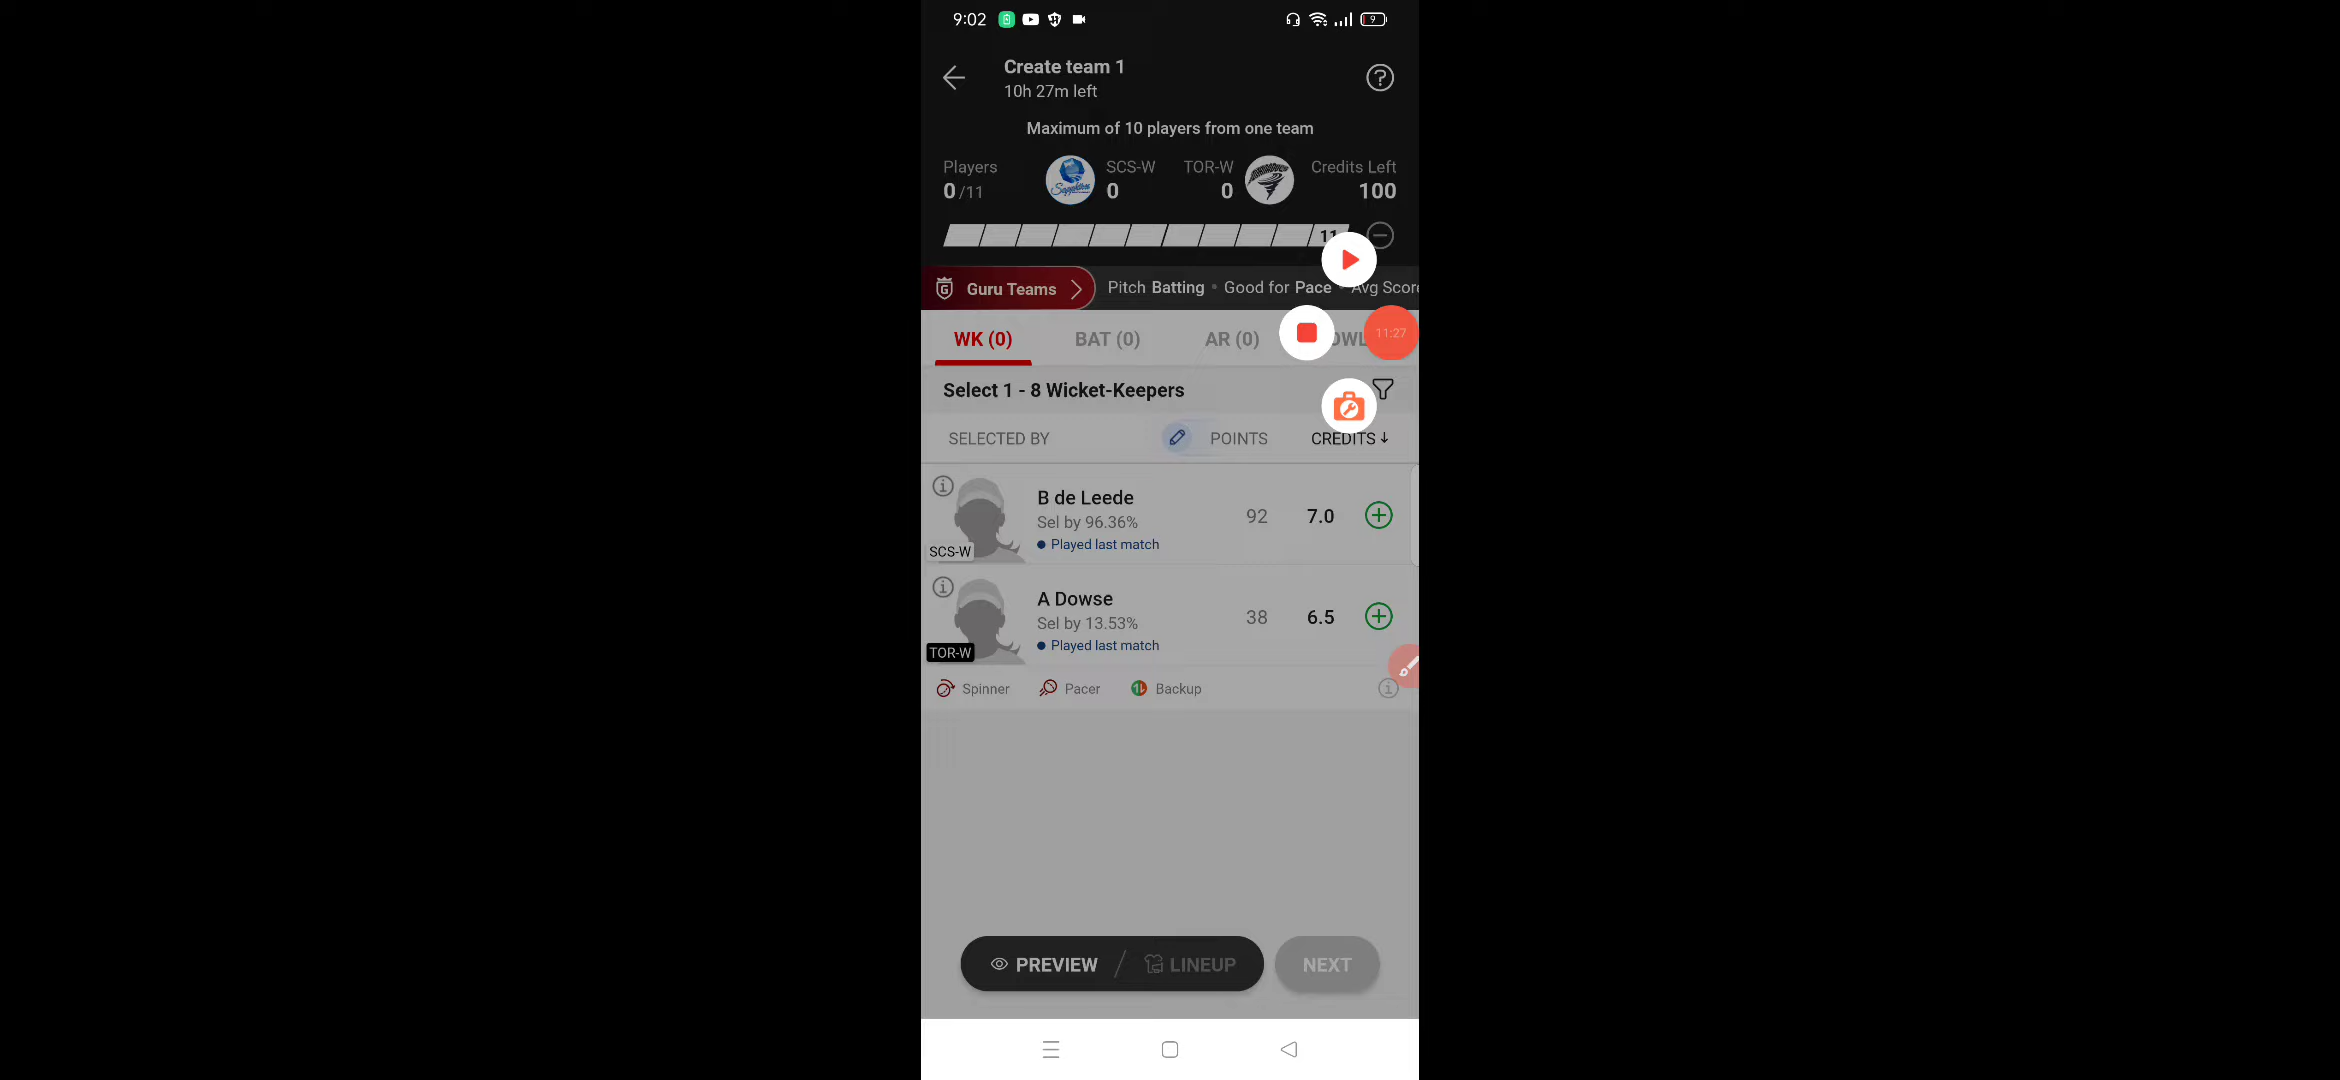 9:02
9
Create team 1
10h 27m left
Maximum of 10 players from one team
Players
0/11
SCS-W
0
TOR-W
0
Credits Left
100
Sapphires
11
Guru Teams
Pitch Batting • Good for Pace • Avg Score
WK (0)
BAT (0)
AR (0)
OWL
11:27
Select 1 - 8 Wicket-Keepers
SELECTED BY
POINTS
CREDITS↓
B de Leede
Sel by 96.36%
Played last match
92
7.0
SCS-W
A Dowse
Sel by 13.53%
Played last match
38
6.5
TOR-W
Spinner
Pacer
Backup
PREVIEW
LINEUP
NEXT